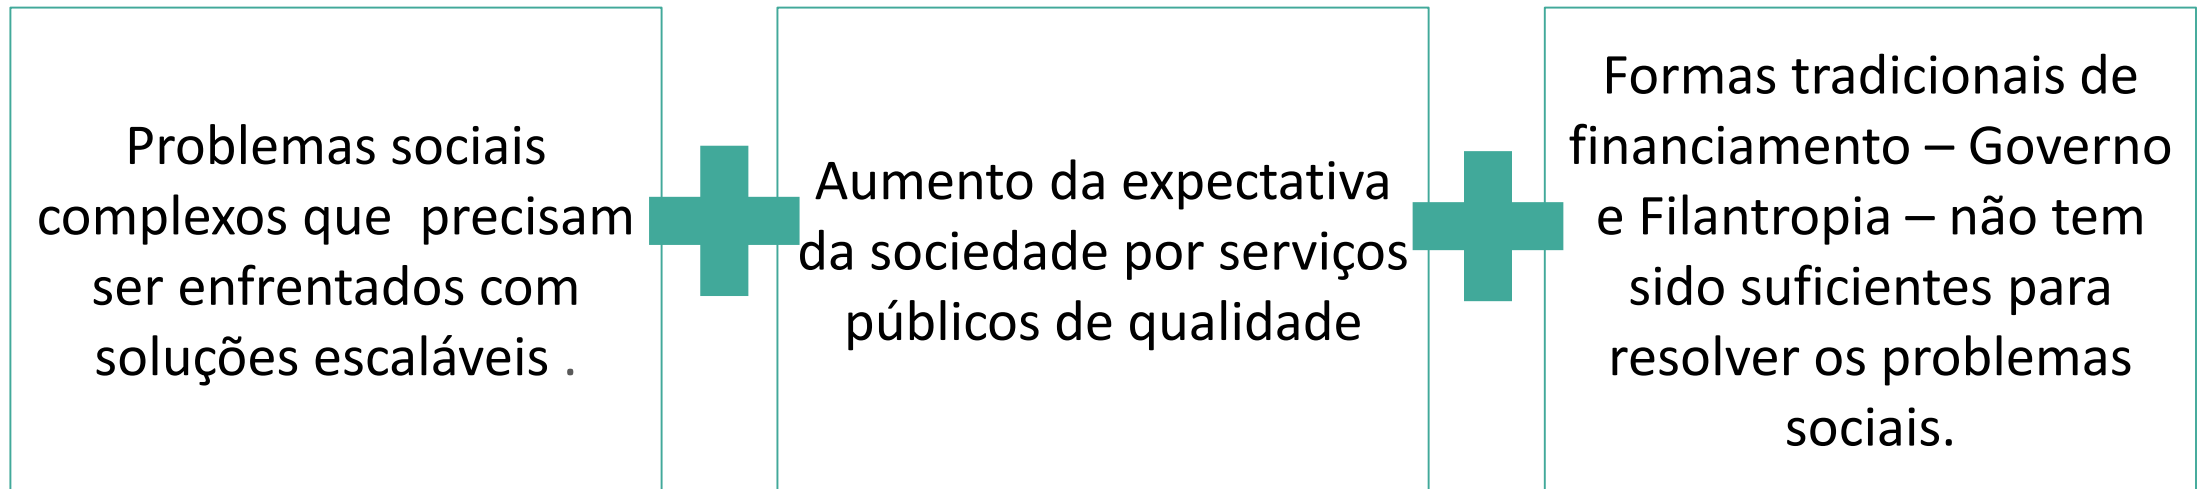 Problemas sociais
complexos que  precisam
ser enfrentados com
soluções escaláveis .
Aumento da expectativa
da sociedade por serviços
públicos de qualidade
Formas tradicionais de
financiamento – Governo
e Filantropia – não tem
sido suficientes para
resolver os problemas
sociais.